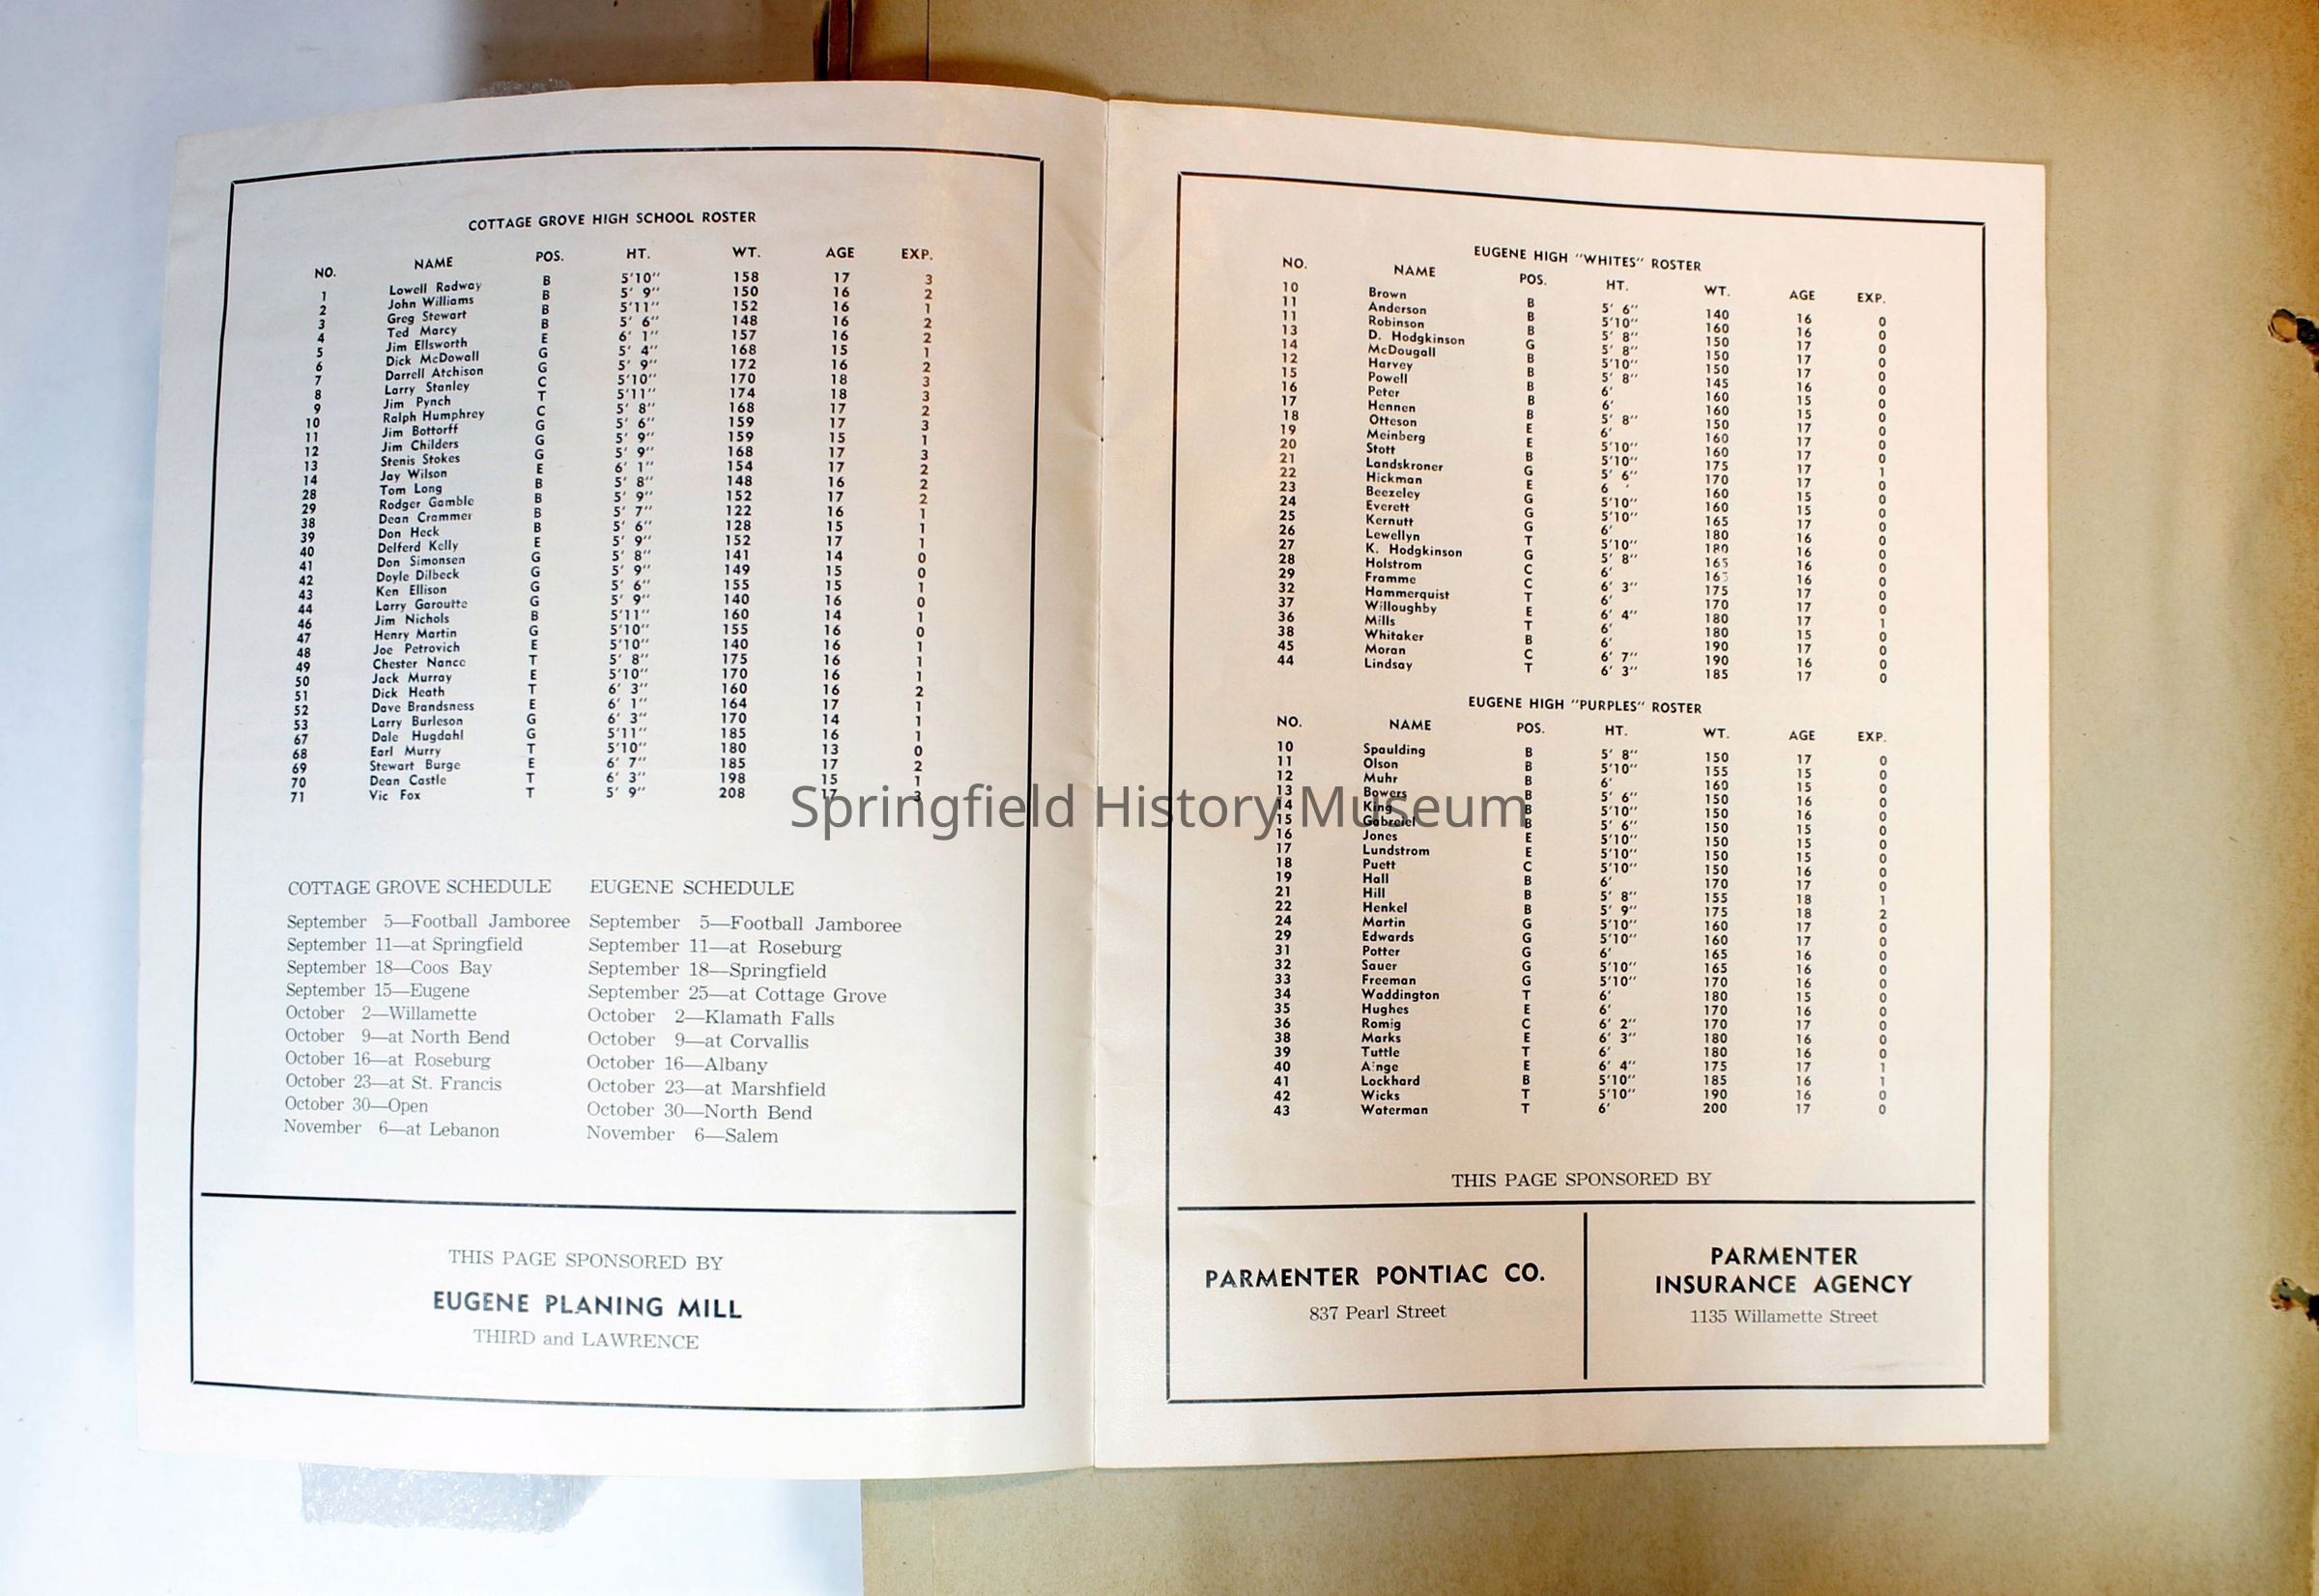 COTTAGE GROVE HIGH SCHOOL ROSTER
NO. NAME POS. HT. WT. AGE EXP.
1 Lowell Radway B 5'10" 158 17 3
2 John Williams B 5' 9" 150 16 2
3 Greg Stewart B 5'11" 152 16 1
4 Ted Marcy B 5' 6" 148 16 2
5 Jim Ellsworth E 6' 1" 157 16 2
6 Dick McDowall G 5' 4" 168 15 1
7 Darrell Atchison G 5' 9" 172 16 2
8 Larry Stanley C 5'10" 170 18 3
9 Jim Pynch T 5'11" 174 18 3
10 Ralph Humphrey C 5' 8" 168 17 2
11 Jim Bottorff G 5' 6" 159 17 3
12 Jim Childers G 5' 9" 159 15 1
13 Stenis Stokes G 5' 9" 168 17 3
14 Jay Wilson E 6' 1" 154 17 2
28 Tom Long B 5' 8" 148 16 2
29 Rodger Gamble B 5' 9" 152 17 2
38 Dean Crammer B 5' 7" 122 16 1
39 Don Heck B 5' 6" 128 15 1
40 Delferd Kelly E 5' 9" 152 17 1
41 Don Simonsen G 5' 8" 141 14 0
42 Doyle Dilbeck G 5' 9" 149 15 0
43 Ken Ellison G 5' 6" 155 15 1
44 Larry Garoutte G 5' 9" 140 16 0
46 Jim Nichols B 5'11" 160 14 1
47 Henry Martin G 5'10" 155 16 0
48 Joe Petrovich E 5'10" 140 16 1
49 Chester Nance T 5' 8" 175 16 1
50 Jack Murray E 5'10" 170 16 1
51 Dick Heath T 6' 3" 160 16 2
52 Dave Brandsness E 6' 1" 164 17 1
53 Larry Burleson G 6' 3" 170 14 1
67 Dale Hugdahl G 5'11" 185 16 1
68 Earl Murry T 5'10" 180 13 0
69 Stewart Burge E 6' 7" 185 17 2
70 Dean Castle T 6' 3" 198 15 1
71 Vic Fox T 5' 9" 208 17 3
COTTAGE GROVE SCHEDULE
September 5—Football Jamboree
September 11—at Springfield
September 18—Coos Bay
September 15—Eugene
October 2—Willamette
October 9—at North Bend
October 16—at Roseburg
October 23—at St. Francis
October 30—Open
November 6—at Lebanon
EUGENE SCHEDULE
September 5—Football Jamboree
September 11—at Roseburg
September 18—Springfield
September 25—at Cottage Grove
October 2—Klamath Falls
October 9—at Corvallis
October 16—Albany
October 23—at Marshfield
October 30—North Bend
November 6—Salem
THIS PAGE SPONSORED BY
EUGENE PLANING MILL
THIRD and LAWRENCE
EUGENE HIGH "WHITES" ROSTER
NO. NAME POS. HT. WT. AGE EXP.
10 Brown B 5' 6" 140 16 0
11 Anderson B 5'10" 160 16 0
11 Robinson B 5' 8" 150 17 0
13 D. Hodgkinson G 5' 8" 150 17 0
14 McDougall B 5'10" 150 17 0
12 Harvey B 5' 8" 145 16 0
15 Powell B 6' 160 15 0
16 Peter B 6' 160 15 0
17 Hennen B 5' 8" 150 17 0
18 Otteson E 6' 160 17 0
19 Meinberg E 5'10" 160 17 0
20 Stott B 5'10" 175 17 1
21 Landskroner G 5' 6" 170 17 0
22 Hickman E 6 ' 160 15 0
23 Beezeley G 5'10" 160 15 0
24 Everett G 5'10" 165 17 0
25 Kernutt G 6' 180 16 0
26 Lewellyn T 5'10" 180 16 0
27 K. Hodgkinson G 5' 8" 165 16 0
28 Holstrom C 6' 16 0
29 Framme C 6' 3" 175 17 0
32 Hammerquist T 6' 170 17 0
37 Willoughby E 6' 4" 180 17 1
36 Mills T 6' 180 15 0
38 Whitaker B 6' 190 17 0
45 Moran C 6' 7" 190 16 0
44 Lindsay T 6' 3" 185 17 0
EUGENE HIGH "PURPLES" ROSTER
NO. NAME POS. HT. WT. AGE EXP.
10 Spaulding B 5' 8" 150 17 0
11 Olson B 5'10" 155 15 0
12 Muhr B 6' 160 15 0
13 Bowers B 5' 6" 150 16 0
14 King B 5'10" 150 16 0
15 Gabreiel B 5' 6" 150 15 0
16 Jones E 5'10" 150 15 0
17 Lundstrom E 5'10" 150 15 0
18 Puett C 5'10" 150 16 0
19 Hall B 6' 170 17 0
21 Hill B 5' 8" 155 18 1
22 Henkel B 5' 9" 175 18 2
24 Martin G 5'10" 160 17 0
29 Edwards G 5'10" 160 17 0
31 Potter G 6' 165 16 0
32 Sauer G 5'10" 165 16 0
33 Freeman G 5'10" 170 16 0
34 Waddington T 6' 180 15 0
35 Hughes E 6' 170 16 0
36 Romig C 6' 2" 170 17 0
38 Marks E 6' 3" 180 16 0
39 Tuttle T 6' 180 16 0
40 Ainge E 6' 4" 175 17 1
41 Lockhard B 5'10" 185 16 1
42 Wicks T 5'10" 190 16 0
43 Waterman T 6' 200 17 0
THIS PAGE SPONSORED BY
PARMENTER PONTIAC CO.
837 Pearl Street
PARMENTER
INSURANCE AGENCY
1135 Willamette Street
Springfield History Museum